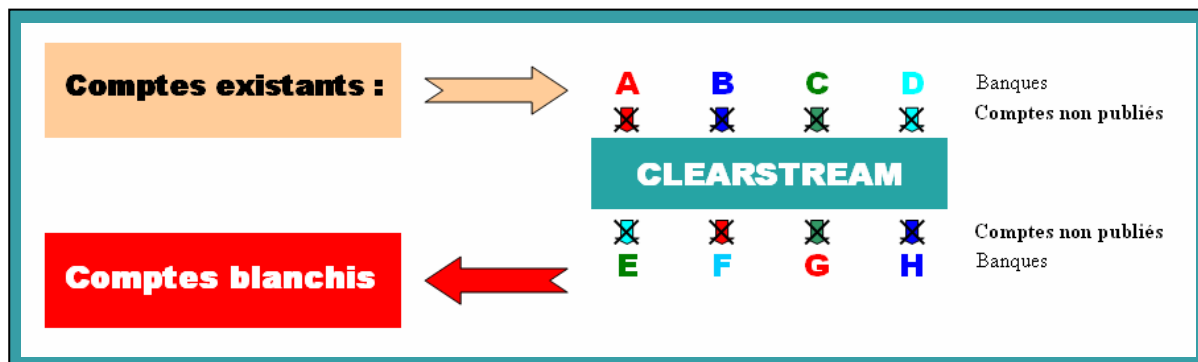 Comptes existants :
A B C D Banques
Comptes non publiés
CLEARSTREAM
Comptes non publiés
Comptes blanchis
E F G H Banques